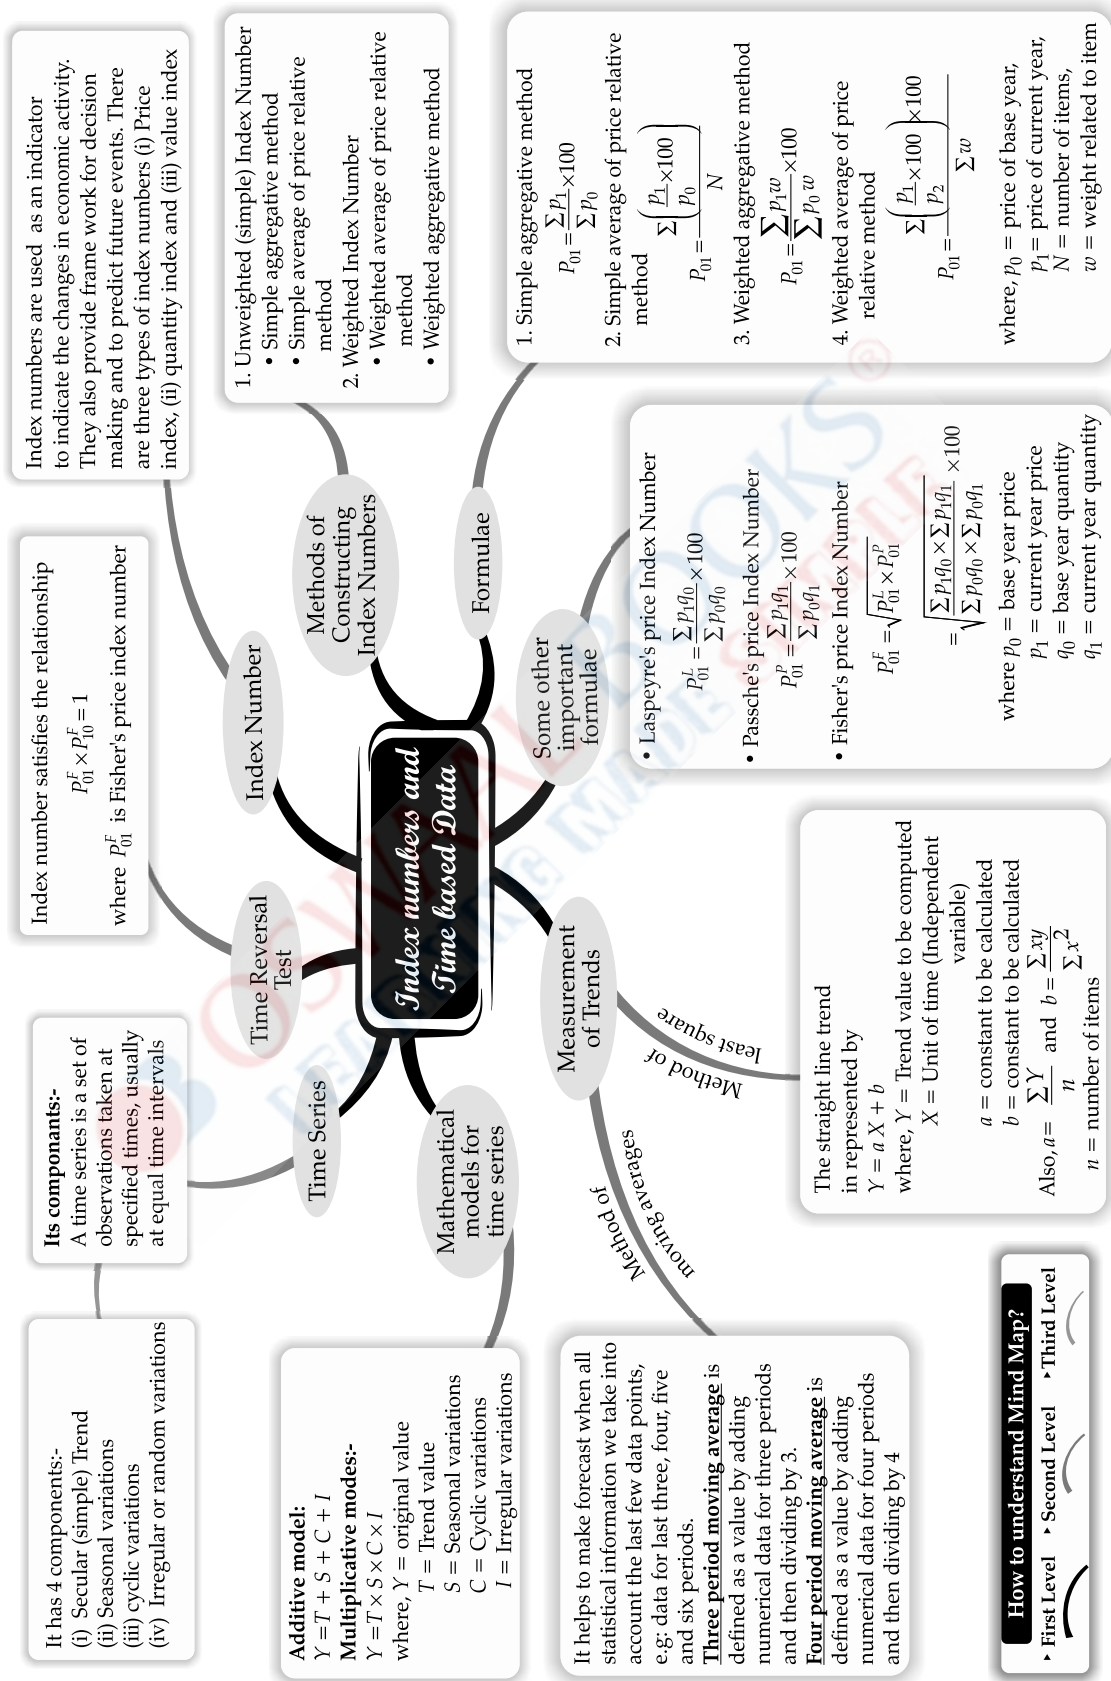 Index numbers and
Time based Data
Index Number
Index numbers are used as an indicator
to indicate the changes in economic activity.
They also provide frame work for decision
making and to predict future events. There
are three types of index numbers (i) Price
index, (ii) quantity index and (iii) value index
Methods of
Constructing
Index Numbers
1. Unweighted (simple) Index Number
• Simple aggregative method
• Simple average of price relative
method
2. Weighted Index Number
• Weighted average of price relative
method
• Weighted aggregative method
Formulae
1. Simple aggregative method
P₀₁ = Σp₁/Σp₀ × 100
2. Simple average of price relative
method
P₀₁ = Σ(p₁/p₀ × 100)/N
3. Weighted aggregative method
P₀₁ = Σp₁w/Σp₀w × 100
4. Weighted average of price
relative method
P₀₁ = Σ(p₁/p₂ × 100) × 100/Σw
where, p₀ = price of base year,
p₁ = price of current year,
N = number of items,
w = weight related to item
Some other
important
formulae
• Laspeyre's price Index Number
P₀₁ᴸ = Σp₁q₀/Σp₀q₀ × 100
• Passche's price Index Number
P₀₁ᴾ = Σp₁q₁/Σp₀q₁ × 100
• Fisher's price Index Number
P₀₁ᶠ = √(P₀₁ᴸ × P₀₁ᴾ)
= √(Σp₁q₀ × Σp₁q₁/Σp₀q₀ × Σp₀q₁) × 100
where p₀ = base year price
p₁ = current year price
q₀ = base year quantity
q₁ = current year quantity
Measurement
of Trends
Method of
least square
The straight line trend
in represented by
Y = a X + b
where, Y = Trend value to be computed
X = Unit of time (Independent
variable)
a = constant to be calculated
b = constant to be calculated
Also, a = ΣY/n and b = Σxy/Σx²
n = number of items
Method of
moving averages
It helps to make forecast when all
statistical information we take into
account the last few data points,
e.g: data for last three, four, five
and six periods.
Three period moving average is
defined as a value by adding
numerical data for three periods
and then dividing by 3.
Four period moving average is
defined as a value by adding
numerical data for four periods
and then dividing by 4
Mathematical
models for
time series
Additive model:
Y = T + S + C + I
Multiplicative modes:-
Y = T × S × C × I
where, Y = original value
T = Trend value
S = Seasonal variations
C = Cyclic variations
I = Irregular variations
Time Series
Its componants:-
A time series is a set of
observations taken at
specified times, usually
at equal time intervals
It has 4 components:-
(i) Secular (simple) Trend
(ii) Seasonal variations
(iii) cyclic variations
(iv) Irregular or random variations
Time Reversal
Test
Index number satisfies the relationship
P₀₁ᶠ × P₁₀ᶠ = 1
where P₀₁ᶠ is Fisher's price index number
How to understand Mind Map?
First Level
Second Level
Third Level
OSWAAL BOOKS®
LEARNING MADE SIMPLE